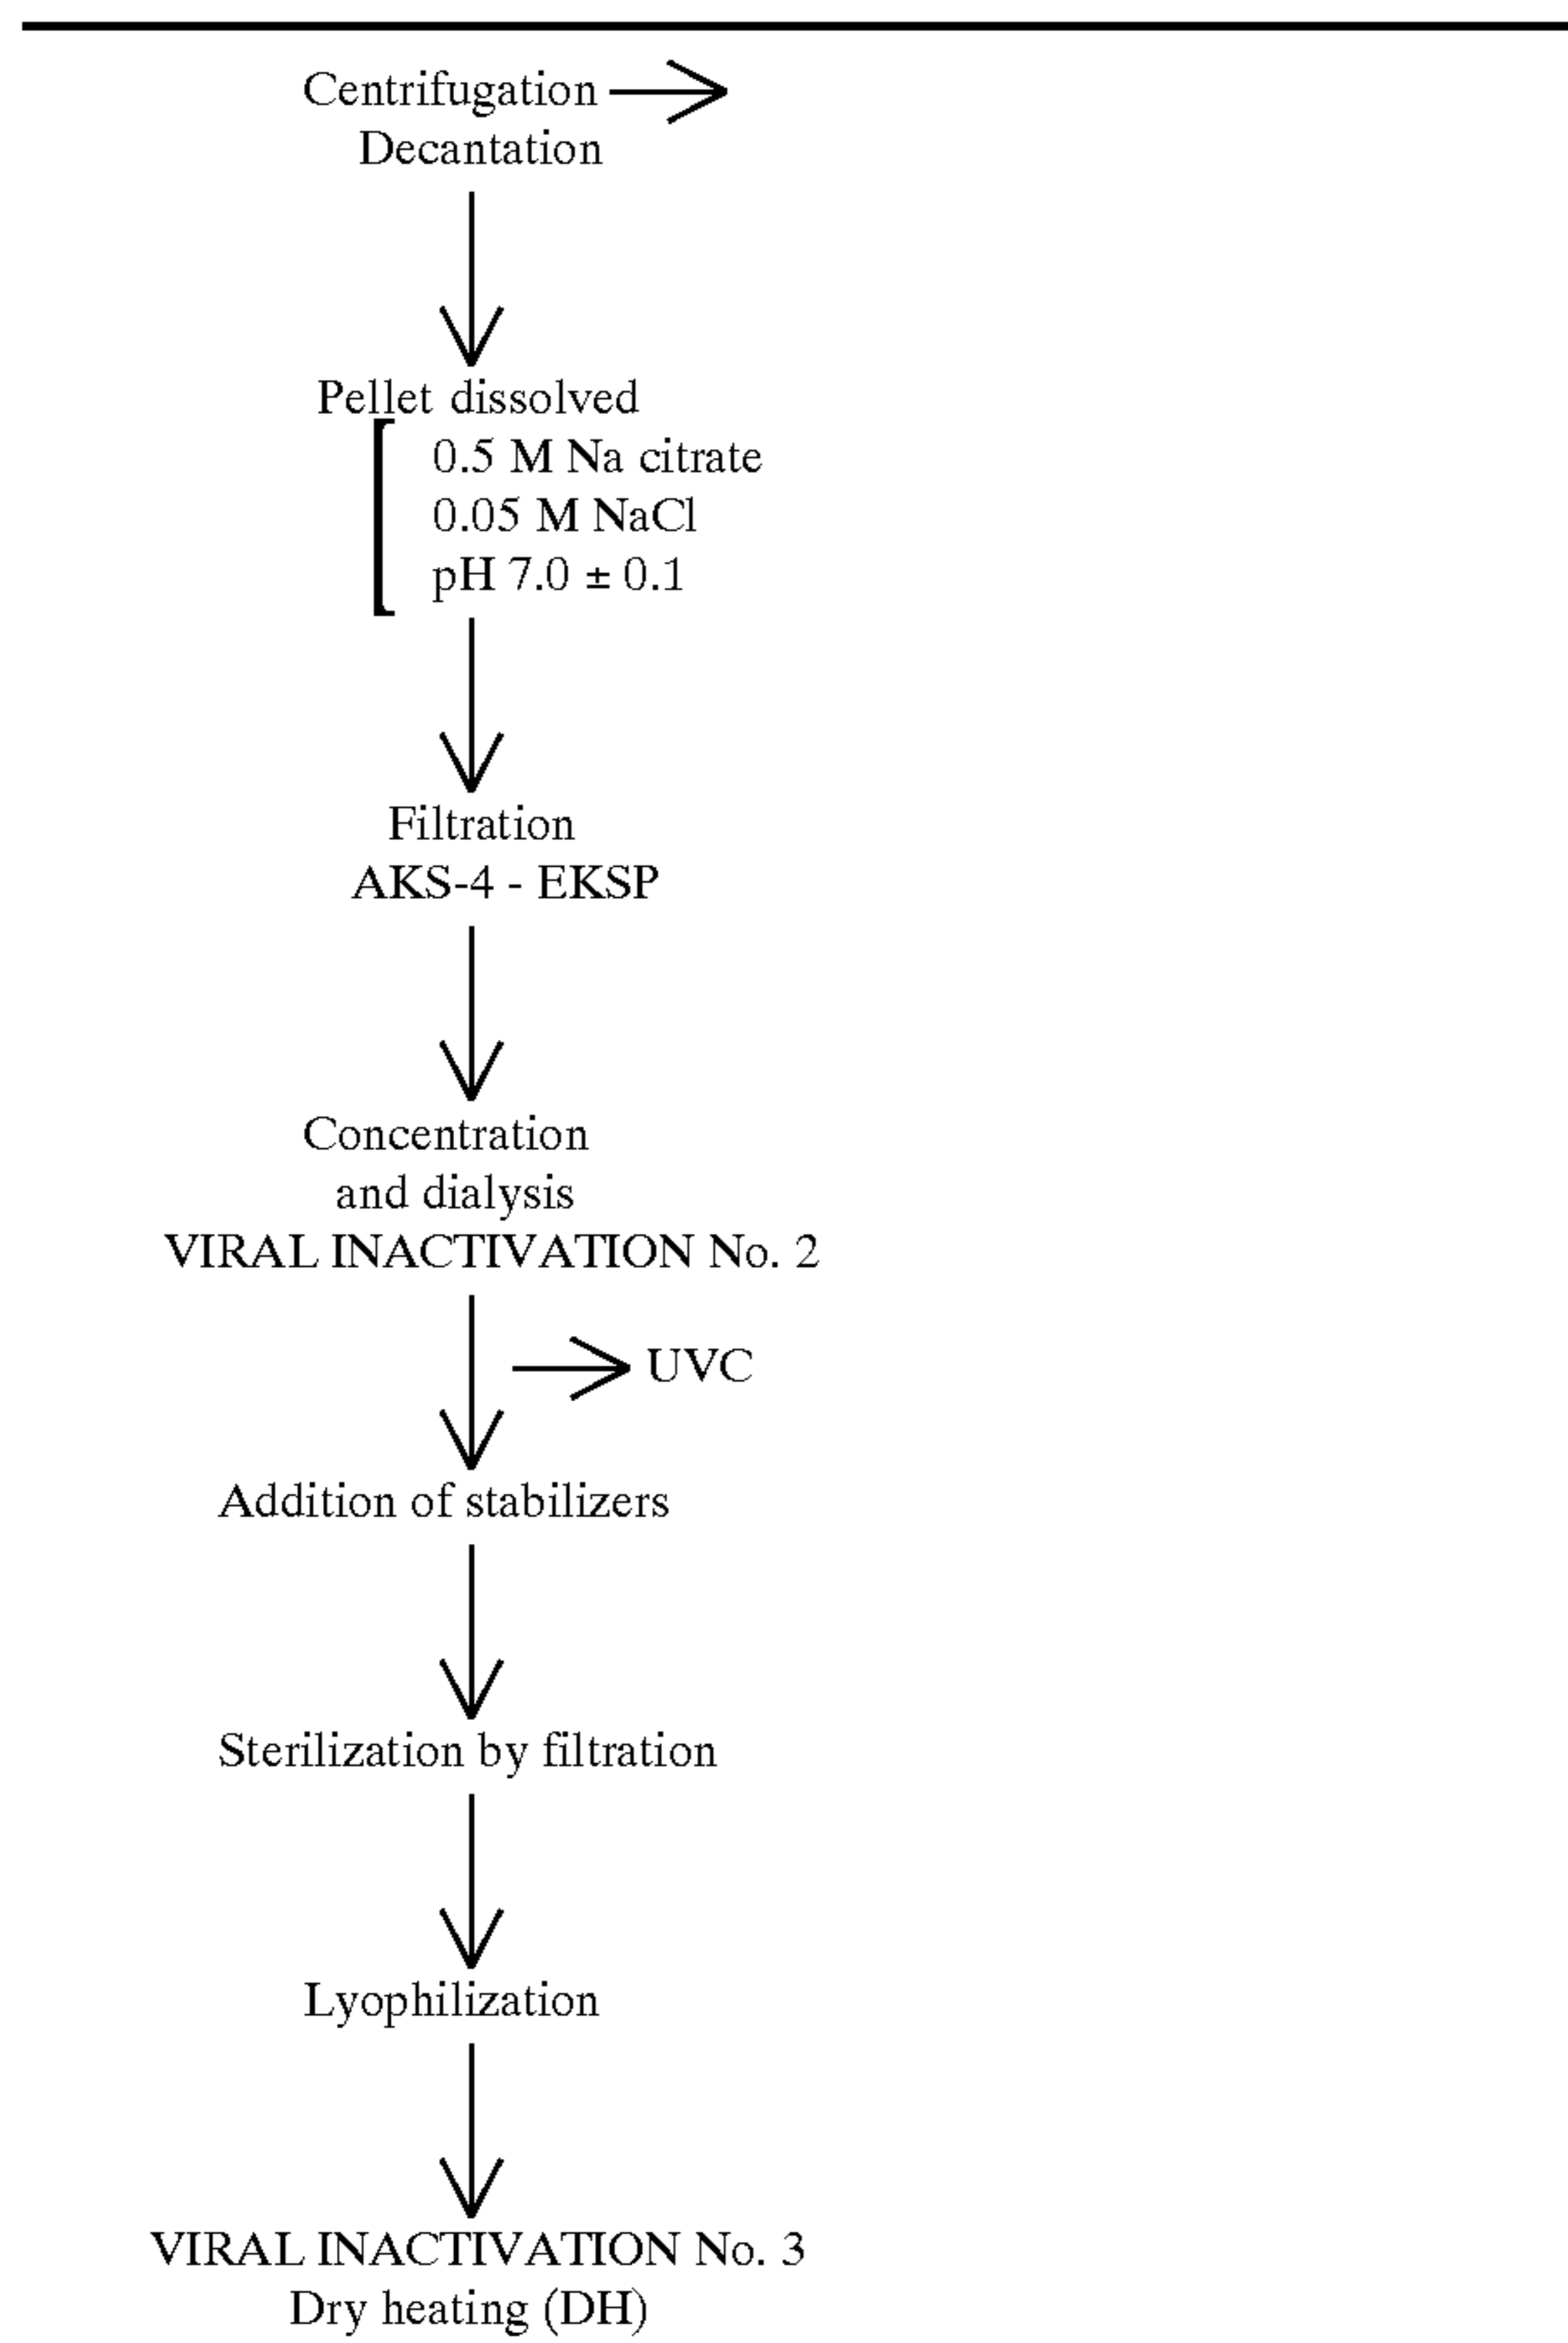 Centrifugation
Decantation
Pellet dissolved
0.5 M Na citrate
0.05 M NaCl
pH 7.0 ± 0.1
Filtration
AKS-4 - EKSP
Concentration
and dialysis
VIRAL INACTIVATION No. 2
UVC
Addition of stabilizers
Sterilization by filtration
Lyophilization
VIRAL INACTIVATION No. 3
Dry heating (DH)